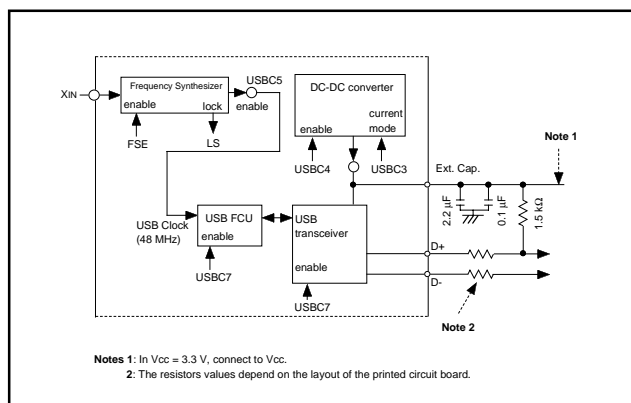 Frequency Synthesizer
USBC5
XIN
enable
lock
enable
FSE
LS
DC-DC converter
current
mode
enable
USBC4
USBC3
Note 1
Ext. Cap.
2.2 µF
0.1 µF
1.5 kΩ
USB Clock
(48 MHz)
USB FCU
enable
USBC7
USB
transceiver
enable
USBC7
D+
D-
Note 2
Notes 1: In Vcc = 3.3 V, connect to Vcc.
2: The resistors values depend on the layout of the printed circuit board.